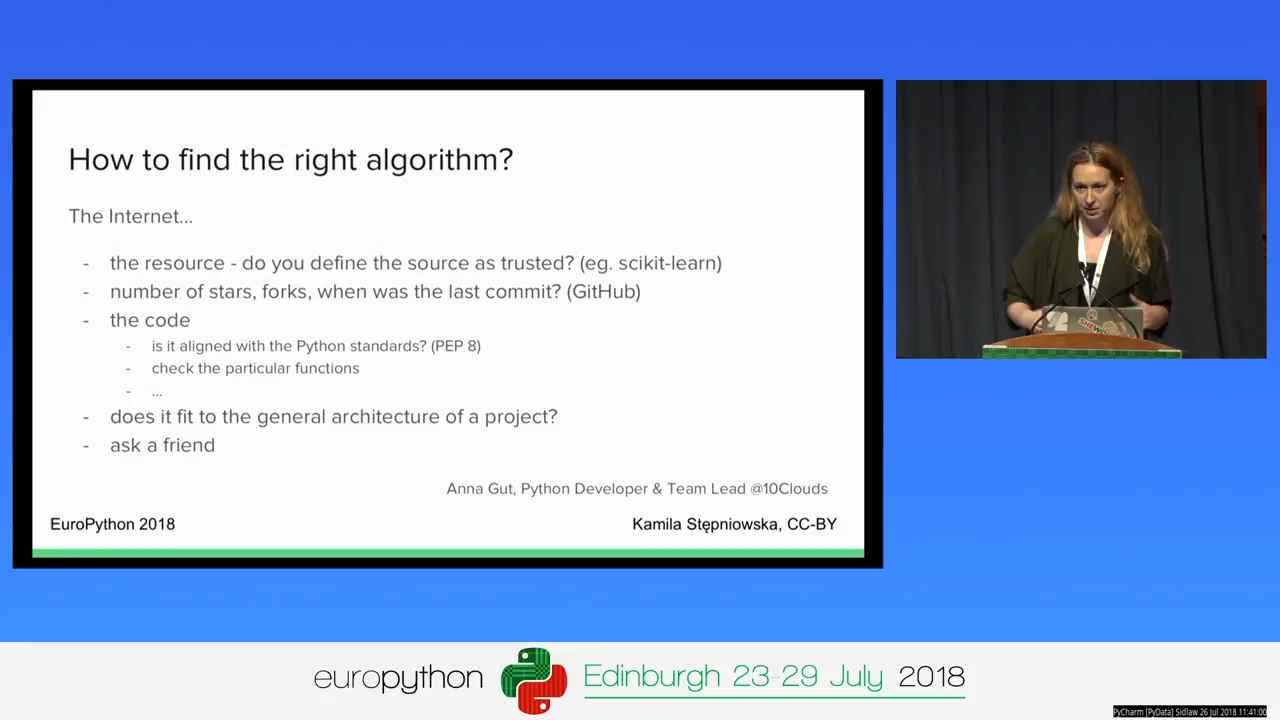 How to find the right algorithm?
The Internet...
- the resource - do you define the source as trusted? (eg. scikit-learn)
- number of stars, forks, when was the last commit? (GitHub)
- the code
- is it aligned with the Python standards? (PEP 8)
- check the particular functions
- ...
- does it fit to the general architecture of a project?
- ask a friend
Anna Gut, Python Developer & Team Lead @10Clouds
EuroPython 2018
Kamila Stępniowska, CC-BY
europython
Edinburgh 23-29 July 2018
PyCharm [PyData] Sidlaw 26 Jul 2018 11:41:00